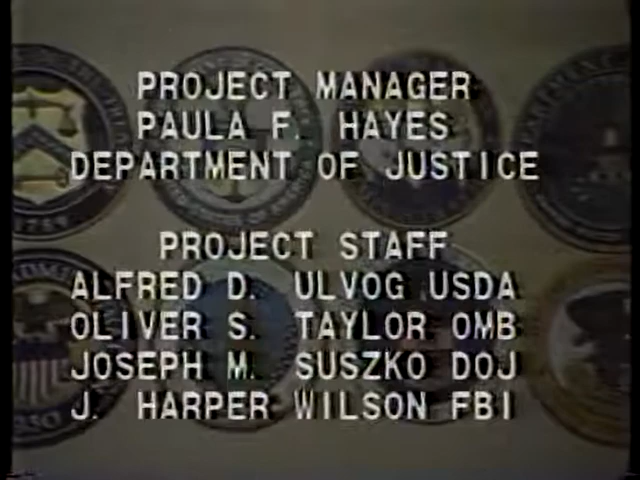 PROJECT MANAGER
PAULA F. HAYES
DEPARTMENT OF JUSTICE
PROJECT STAFF
ALFRED D. ULVOG USDA
OLIVER S. TAYLOR OMB
JOSEPH M. SUSZKO DOJ
J. HARPER WILSON FBI
1789